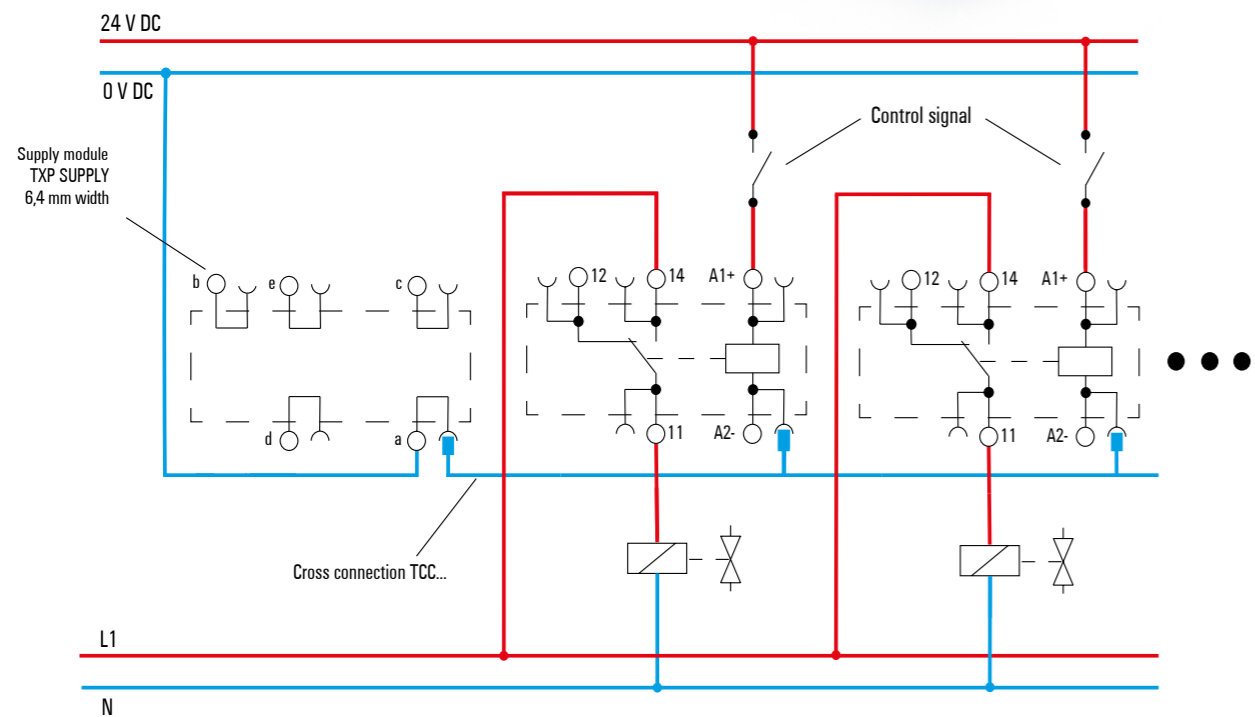 24 V DC
0 V DC
Control signal
Supply module
TXP SUPPLY
6,4 mm width
b
e
c
12
14
A1+
12
14
A1+
d
a
11
A2-
11
A2-
Cross connection TCC...
L1
N